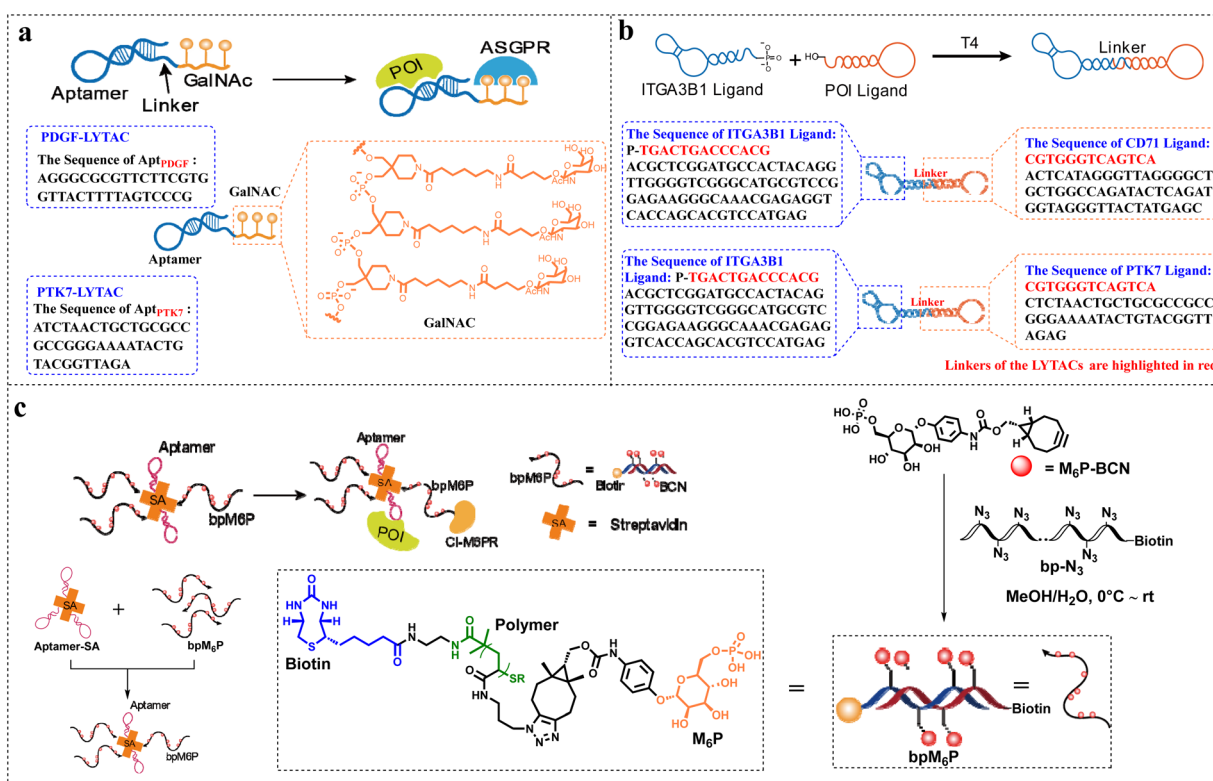 a
Aptamer
GalNAc
Linker
POI
ASGPR
PDGF-LYTAC
The Sequence of AptPDGF :
AGGGCGCGTTCTTCGTG
GTTACTTTTAGTCCCG
GalNAC
Aptamer
PTK7-LYTAC
The Sequence of AptPTK7 :
ATCTAACTGCTGCGCC
GCCGGGAAAATACTG
TACGGTTAGA
GalNAC
b
ITGA3B1 Ligand
+
HO
POI Ligand
T4
Linker
The Sequence of ITGA3B1 Ligand:
P-TGACTGACCCACG
ACGCTCGGATGCCACTACAGG
TTGGGGTCGGGCATGCGTCCG
GAGAAGGGCAAACGAGAGGT
CACCAGCACGTCCATGAG
Linker
The Sequence of CD71 Ligand:
CGTGGGTCAGTCA
ACTCATAGGGTTAGGGGCT
GCTGGCCAGATACTCAGAT
GGTAGGGTTACTATGAGC
The Sequence of ITGA3B1
Ligand: P-TGACTGACCCACG
ACGCTCGGATGCCACTACAG
GTTGGGGTCGGGCATGCGTC
CGGAGAAGGGCAAACGAGAG
GTCACCAGCACGTCCATGAG
Linker
The Sequence of PTK7 Ligand:
CGTGGGTCAGTCA
CTCTAACTGCTGCGCCGCC
GGGAAAATACTGTACGGTT
AGAG
Linkers of the LYTACs are highlighted in red
c
Aptamer
SA
bpM6P
Aptamer
SA
bpM6P
POI
CI-M6PR
bpM6P
=
Biotin
BCN
SA
= Streptavidin
= M6P-BCN
N3 N3 N3 N3
N3 N3 N3
Biotin
bp-N3
MeOH/H2O, 0°C ~ rt
SA
Aptamer-SA
+
bpM6P
Aptamer
SA
bpM6P
Biotin
Polymer
SR
M6P
=
Biotin
bpM6P
=